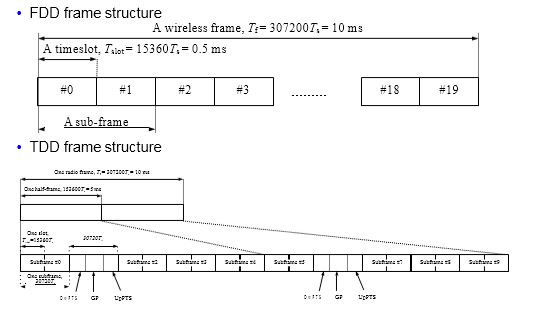 • FDD frame structure
A wireless frame, Tf = 307200Ts = 10 ms
A timeslot, Tslot = 15360Ts = 0.5 ms
#0 #1 #2 #3 ......... #18 #19
A sub-frame
• TDD frame structure
One radio frame, Tf = 307200Ts = 10 ms
One half-frame, 153600Ts = 5 ms
One slot,
Tslot=15360Ts
30720Ts
Subframe #0 Subframe #2 Subframe #3 Subframe #4 Subframe #5 Subframe #7 Subframe #8 Subframe #9
One subframe,
30720Ts
DwPTS GP UpPTS DwPTS GP UpPTS